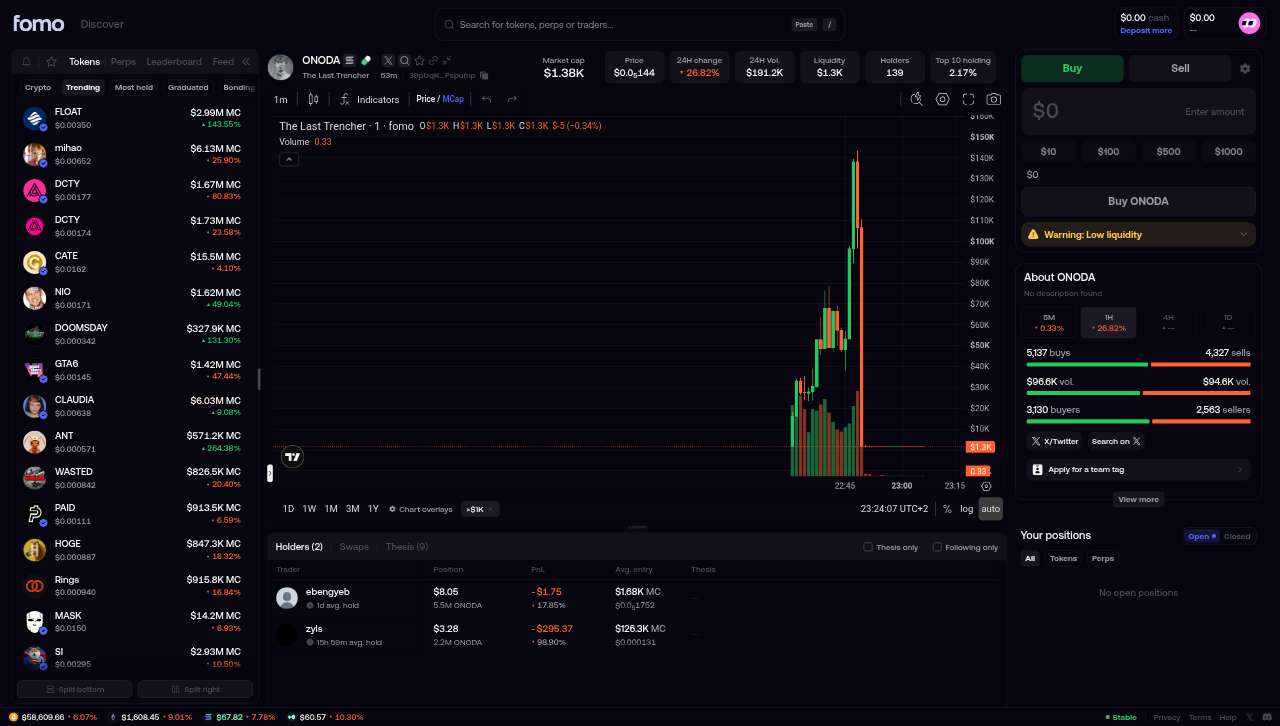 fomo
Discover
Search for tokens, perps or traders...
Paste
/
$0.00 cash
Deposit more
$0.00
—
Tokens Perps Leaderboard Feed
Crypto Trending Most held Graduated Bonding
FLOAT $2.99M MC
$0.00350 143.55%
mihao $6.13M MC
$0.00652 25.90%
DCTY $1.67M MC
$0.00177 80.83%
DCTY $1.73M MC
$0.00174 23.58%
CATE $15.5M MC
$0.0162 4.10%
NIO $1.62M MC
$0.00171 49.04%
DOOMSDAY $327.9K MC
$0.000342 131.30%
GTA6 $1.42M MC
$0.00145 47.44%
CLAUDIA $6.03M MC
$0.00638 9.08%
ANT $571.2K MC
$0.000571 264.38%
WASTED $826.5K MC
$0.000842 20.40%
PAID $913.5K MC
$0.00111 6.59%
HOGE $847.3K MC
$0.000887 16.32%
Rings $915.8K MC
$0.000940 16.84%
MASK $14.2M MC
$0.0150 6.93%
SI $2.93M MC
$0.00295 10.50%
Split bottom
Split right
ONODA
The Last Trencher · 53m
Market cap
$1.38K
Price
$0.0₅144
24H change
26.82%
24H Vol.
$191.2K
Liquidity
$1.3K
Holders
139
Top 10 holding
2.17%
1m
Indicators
Price / MCap
The Last Trencher · 1 · fomo O$1.3K H$1.3K L$1.3K C$1.3K $-5 (−0.34%)
Volume 0.33
$160K
$150K
$140K
$130K
$120K
$110K
$100K
$90K
$80K
$70K
$60K
$50K
$40K
$30K
$20K
$10K
$1.3K
0.33
22:45 23:00 23:15
1D 1W 1M 3M 1Y
Chart overlays
>$1K
23:24:07 UTC+2
% log auto
Holders (2) Swaps Thesis (9)
Thesis only
Following only
Trader Position PnL Avg. entry Thesis
ebengyeb $8.05 -$1.75 $1.68K MC
1d avg. hold 5.5M ONODA 17.85% $0.0₅1752
zyls $3.28 -$295.37 $126.3K MC
15h 59m avg. hold 2.2M ONODA 98.90% $0.000131
Buy
Sell
$0
Enter amount
$10 $100 $500 $1000
$0
Buy ONODA
Warning: Low liquidity
About ONODA
No description found
5M 1H 4H 1D
0.33% 26.82% -- --
5,137 buys 4,327 sells
$96.6K vol. $94.6K vol.
3,130 buyers 2,563 sellers
X/Twitter
Search on X
Apply for a team tag
View more
Your positions
Open
Closed
All Tokens Perps
No open positions
$58,609.66 6.07%
$1,608.45 9.01%
$67.82 7.78%
$60.57 10.30%
Stable
Privacy Terms Help